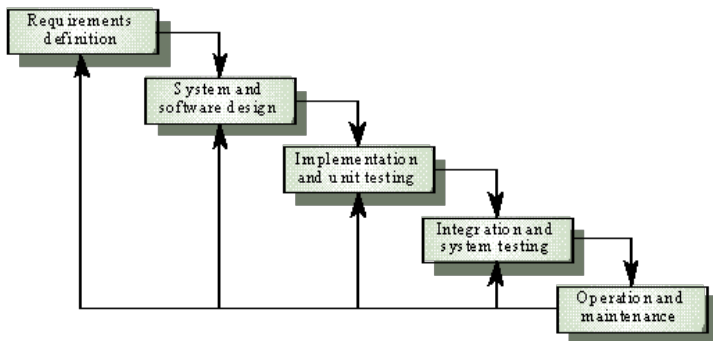 Requirements
definition
System and
software design
Implementation
and unit testing
Integration and
system testing
Operation and
maintenance